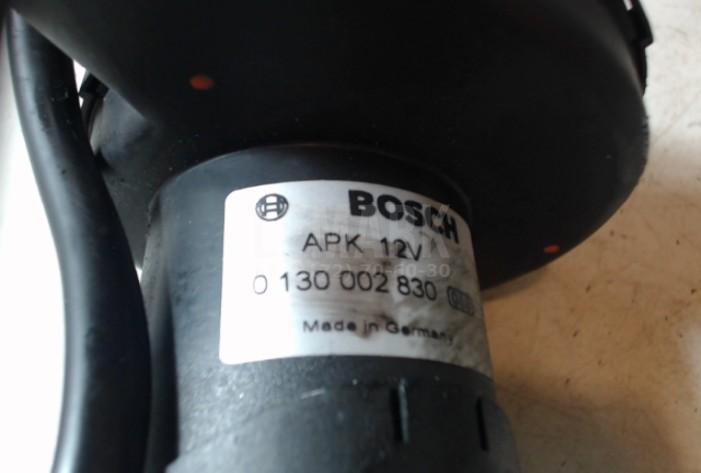 BOSCH
APK 12V
0 130 002 830
Made in Germany